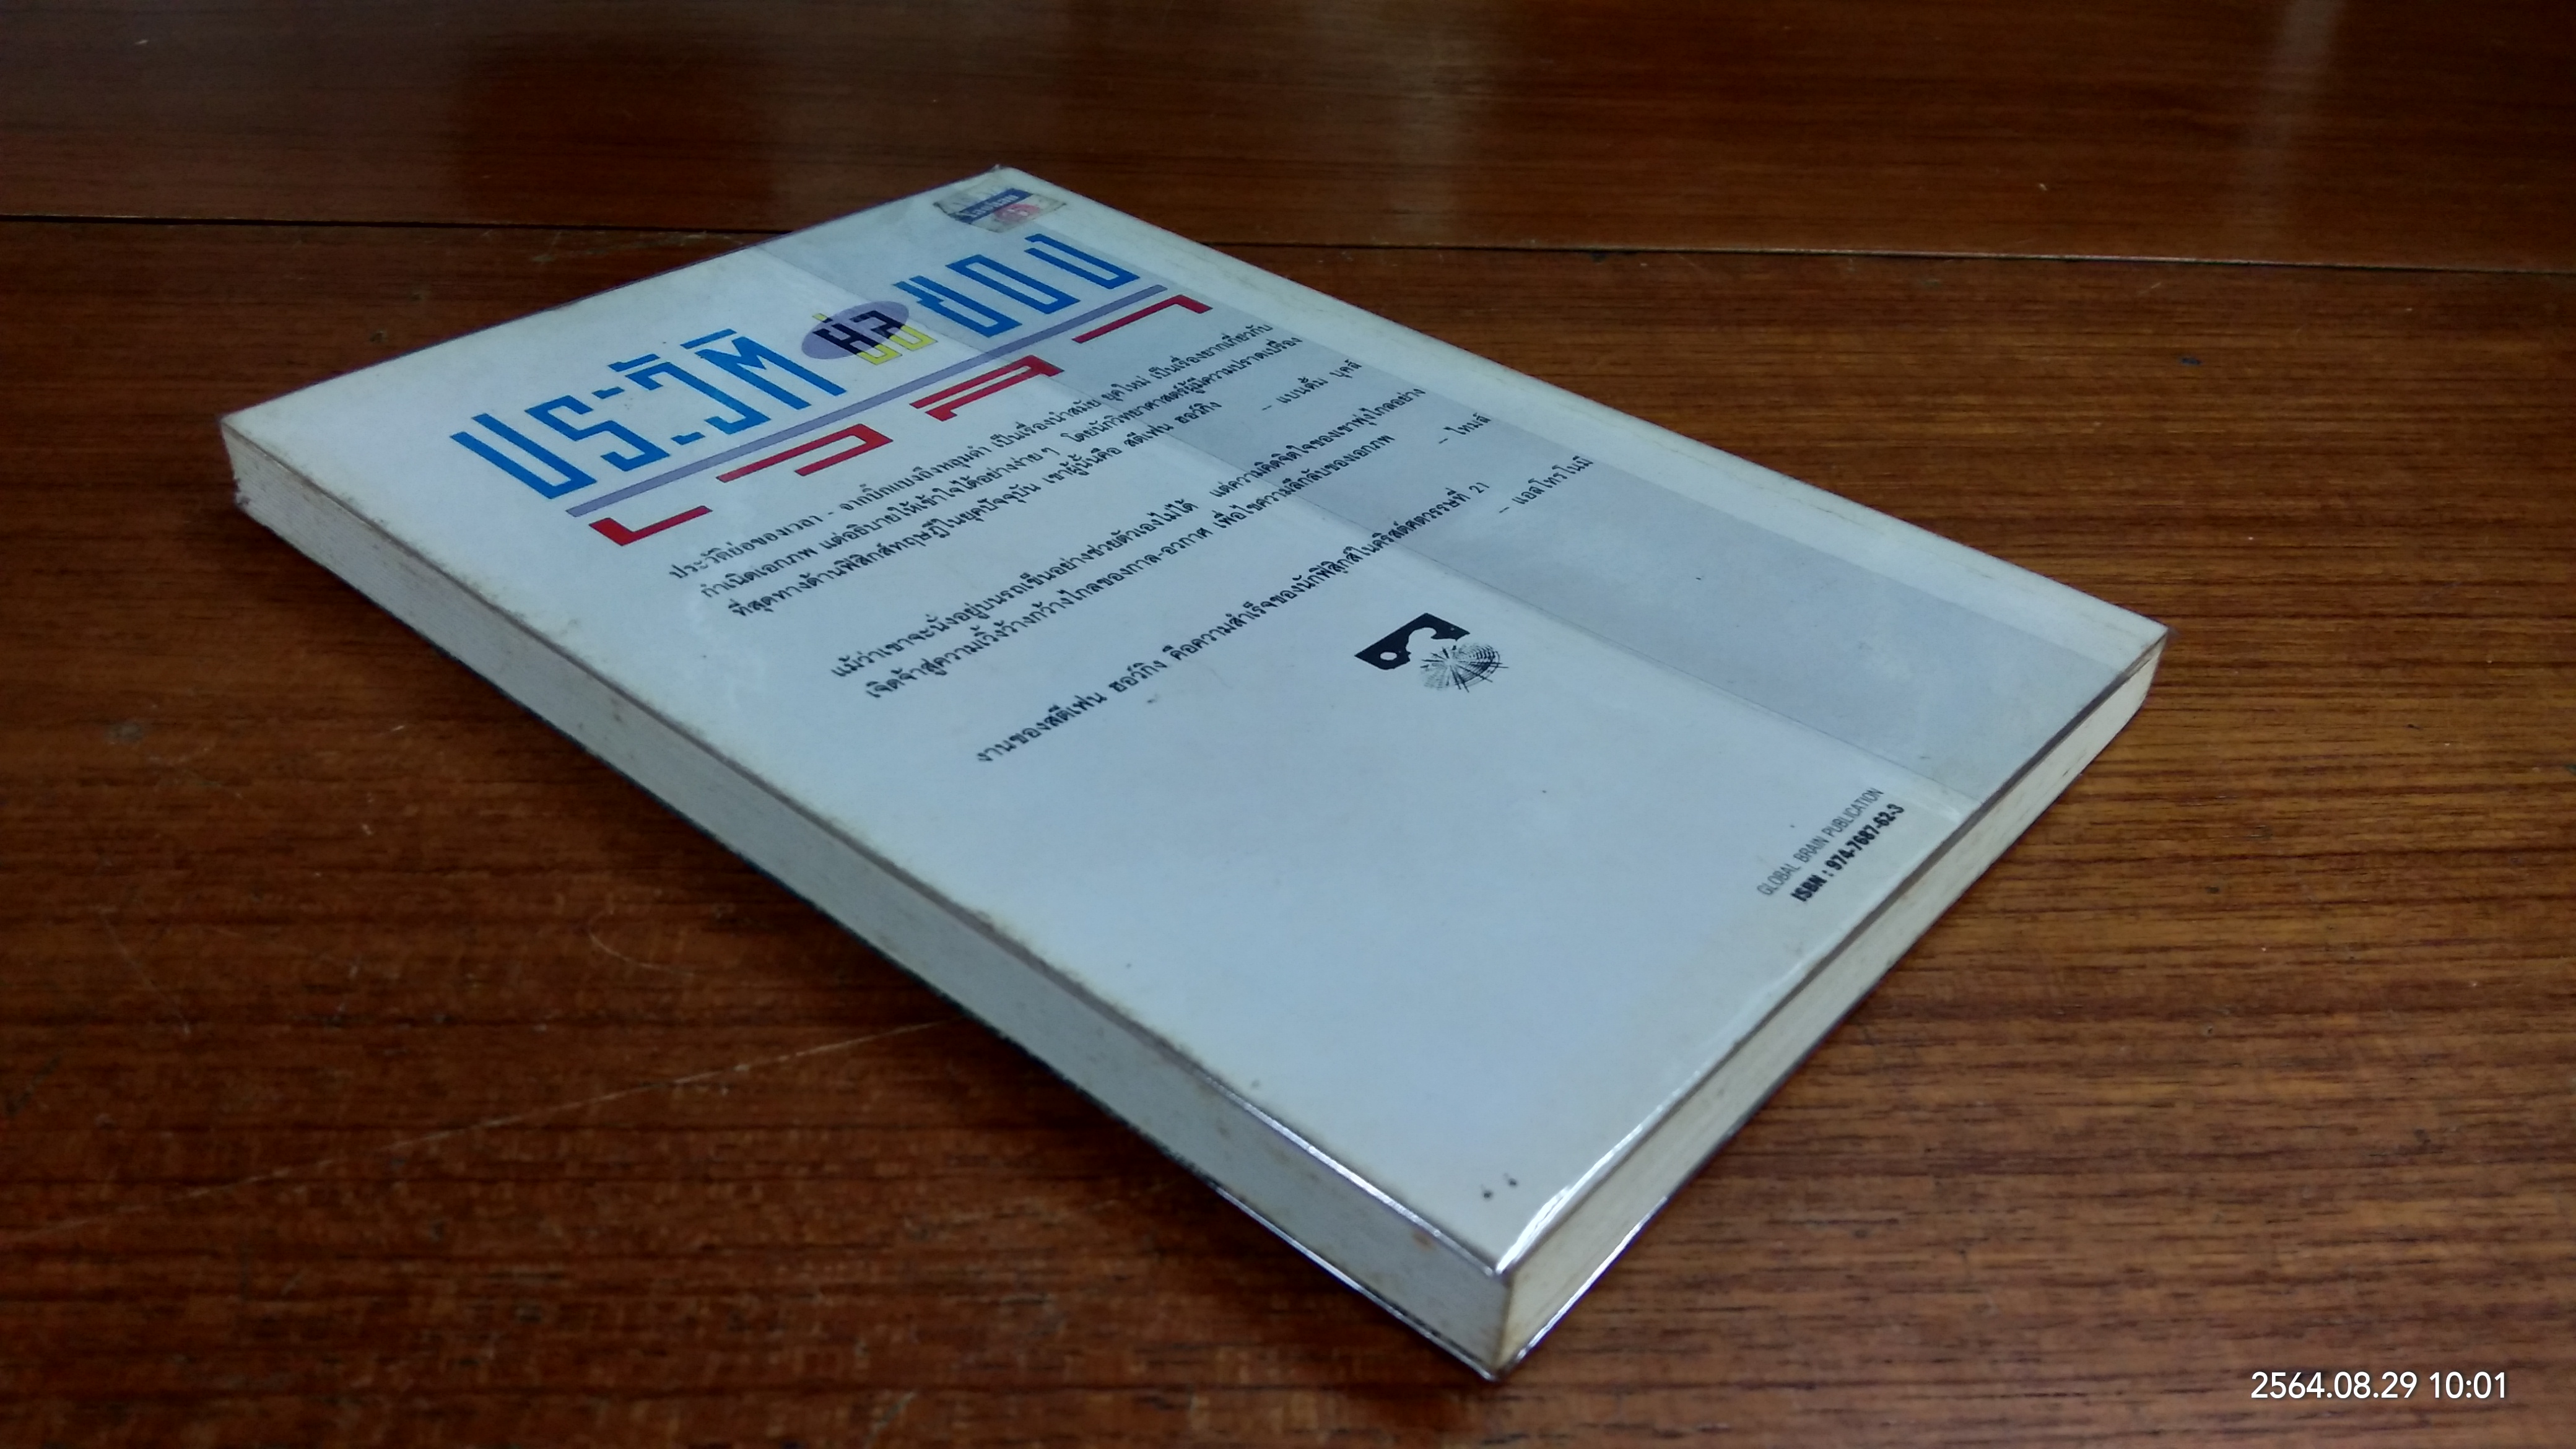 ประวัติ ย่อ ของ
เวลา
ประวัติย่อของเวลา - จากบิ๊กแบงถึงหลุมดำ เป็นเรื่องนำสมัย ยุคใหม่ เป็นเรื่องยากเกี่ยวกับ
กำเนิดเอกภพ แต่อธิบายให้เข้าใจได้อย่างง่าย ๆ โดยนักวิทยาศาสตร์ผู้มีความปราดเปรื่อง
ที่สุดทางด้านฟิสิกส์ทฤษฎีในยุคปัจจุบัน เขาผู้นั้นคือ สตีเฟน ฮอว์กิง
– แบนตั้ม บุคส์
แม้ว่าเขาจะนั่งอยู่บนรถเข็นอย่างช่วยตัวเองไม่ได้ แต่ความคิดจิตใจของเขาพุ่งไกลอย่าง
เจิดจ้าสู่ความเวิ้งว้างกว้างไกลของกาล-อวกาศ เพื่อไขความลึกลับของเอกภพ
– ไทมส์
งานของสตีเฟน ฮอว์กิง คือความสำเร็จของนักฟิสิกส์ในคริสต์ศตวรรษที่ 21
– แอสโทรโนมี
GLOBAL BRAIN PUBLICATION
ISBN : 974-7687-62-3
2564.08.29 10:01